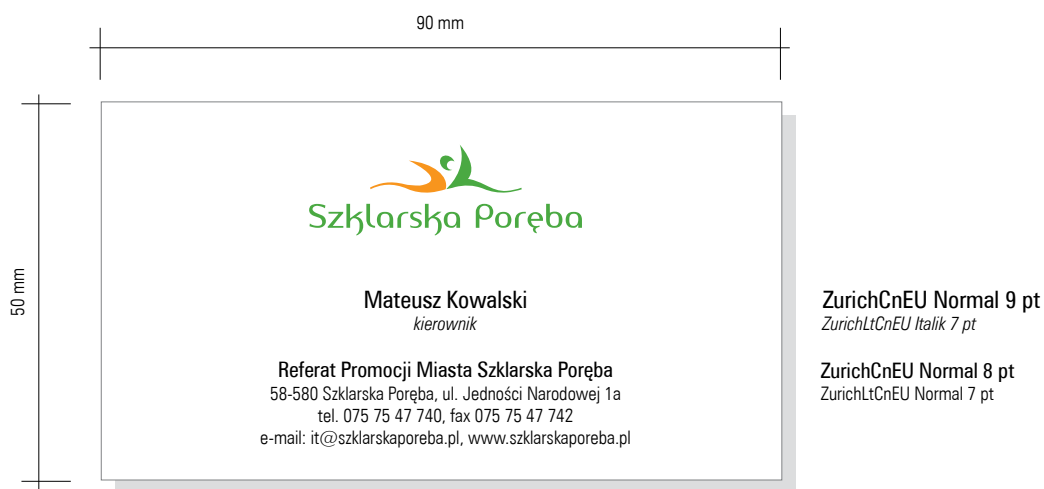 90 mm
50 mm
Szklarska Poręba
Mateusz Kowalski
kierownik
Referat Promocji Miasta Szklarska Poręba
58-580 Szklarska Poręba, ul. Jedności Narodowej 1a
tel. 075 75 47 740, fax 075 75 47 742
e-mail: it@szklarskaporeba.pl, www.szklarskaporeba.pl
ZurichCnEU Normal 9 pt
ZurichLtCnEU Italik 7 pt
ZurichCnEU Normal 8 pt
ZurichLtCnEU Normal 7 pt